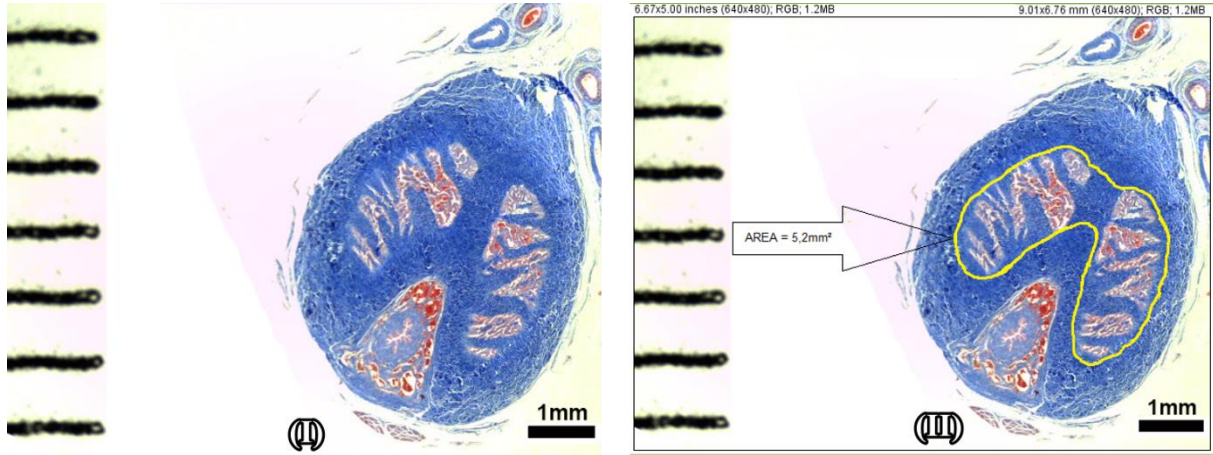 1mm
(I)
6.67x5.00 inches (640x480); RGB; 1.2MB
9.01x6.76 mm (640x480); RGB; 1.2MB
AREA = 5,2mm²
1mm
(II)